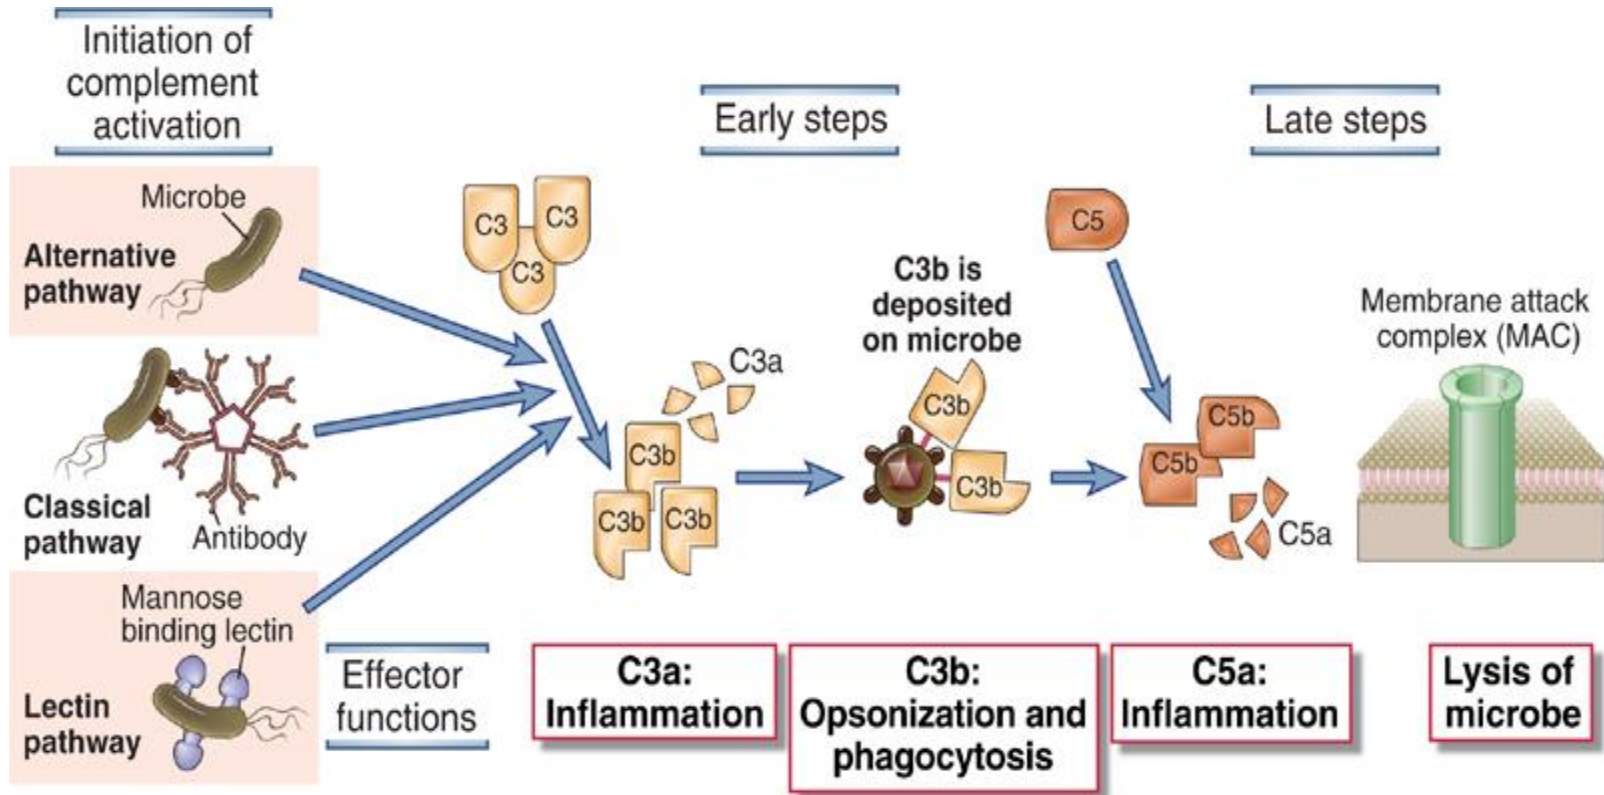 Initiation of
complement
activation
Early steps
Late steps
Microbe
Alternative
pathway
C3
C3
C3
C3a
C3b
C3b
C3b
C3b is
deposited
on microbe
C3b
C3b
C5
C5b
C5b
C5a
Membrane attack
complex (MAC)
Classical
pathway
Antibody
Mannose
binding lectin
Lectin
pathway
Effector
functions
C3a:
Inflammation
C3b:
Opsonization and
phagocytosis
C5a:
Inflammation
Lysis of
microbe